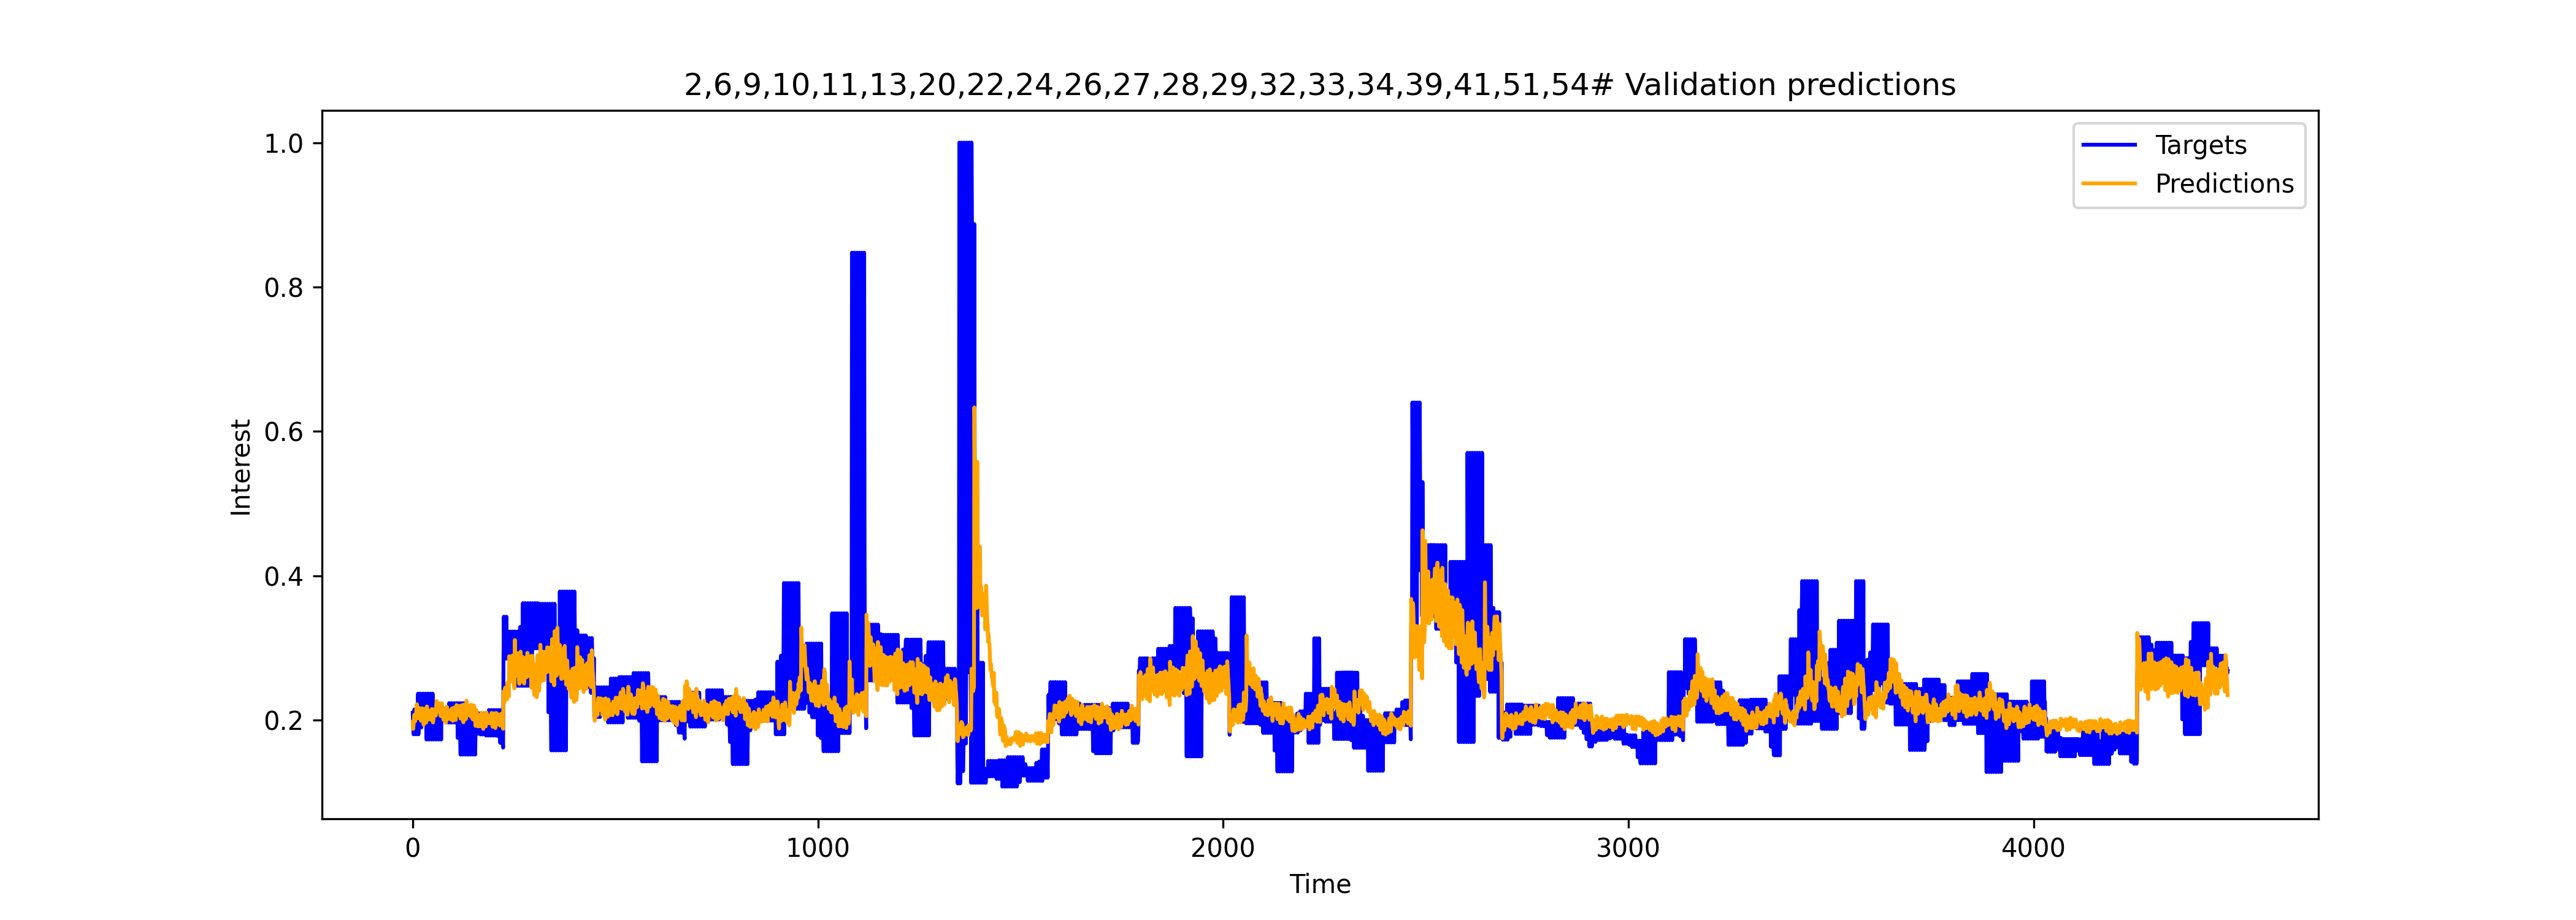 2,6,9,10,11,13,20,22,24,26,27,28,29,32,33,34,39,41,51,54# Validation predictions
1.0
0.8
0.6
0.4
0.2
Interest
Targets
Predictions
0 1000 2000 3000 4000
Time